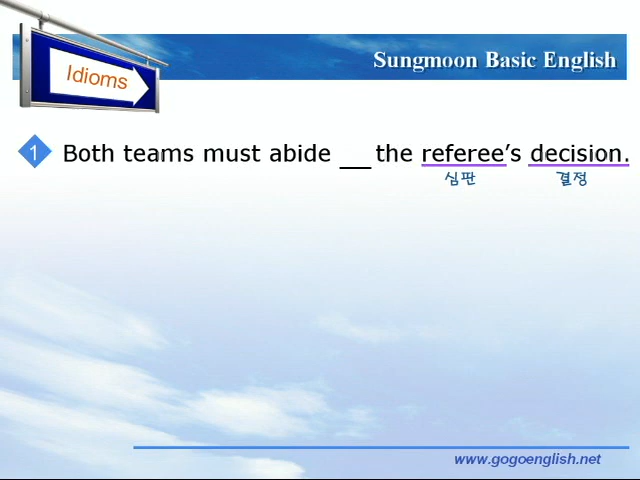 Sungmoon Basic English
Idioms
1 Both teams must abide __ the referee's decision.
심판 결정
www.gogoenglish.net